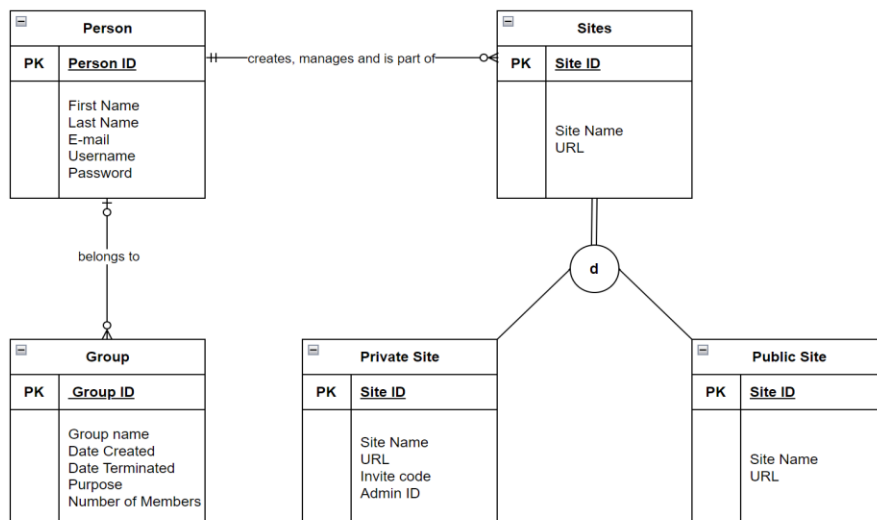 Person
PK Person ID
First Name
Last Name
E-mail
Username
Password
creates, manages and is part of
Sites
PK Site ID
Site Name
URL
belongs to
d
Group
PK Group ID
Group name
Date Created
Date Terminated
Purpose
Number of Members
Private Site
PK Site ID
Site Name
URL
Invite code
Admin ID
Public Site
PK Site ID
Site Name
URL